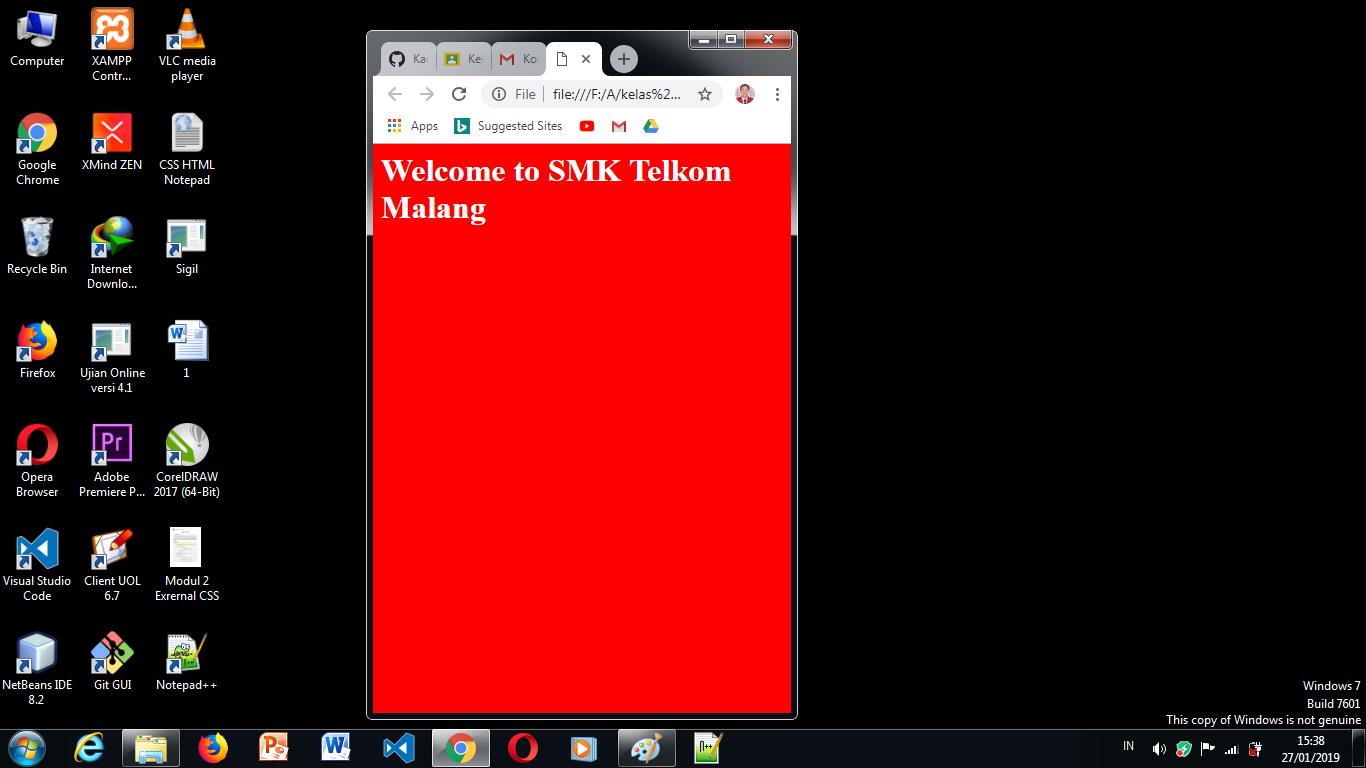 Computer
XAMPP
Contr...
VLC media
player
Google
Chrome
XMind ZEN
CSS HTML
Notepad
Recycle Bin
Internet
Downlo...
Sigil
Firefox
Ujian Online
versi 4.1
1
Opera
Browser
Adobe
Premiere P...
CorelDRAW
2017 (64-Bit)
Visual Studio
Code
Client UOL
6.7
Modul 2
Exrernal CSS
NetBeans IDE
8.2
Git GUI
Notepad++
Ka
Kel
Ko
File
file:///F:/A/kelas%2...
Apps
Suggested Sites
Welcome to SMK Telkom
Malang
Windows 7
Build 7601
This copy of Windows is not genuine
IN
15:38
27/01/2019